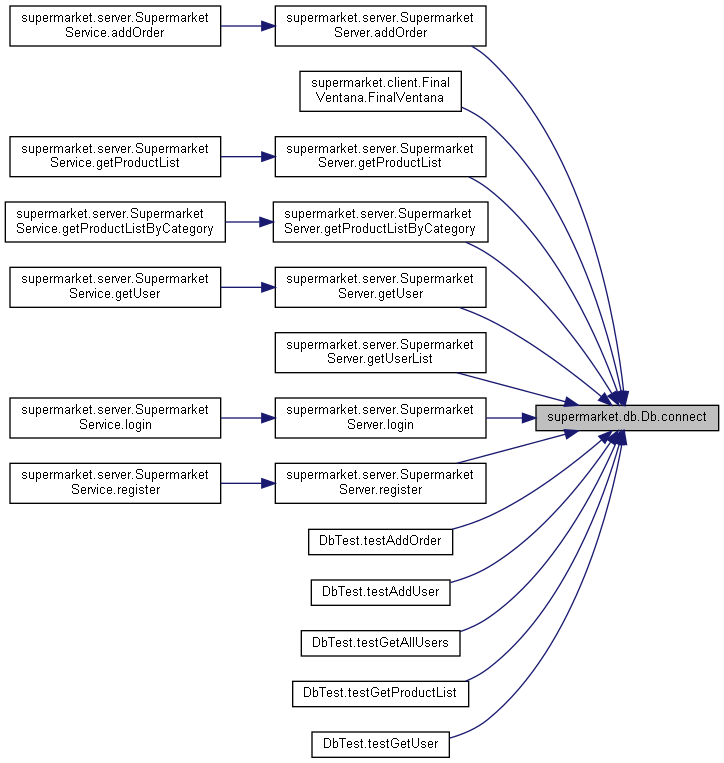 supermarket.server.Supermarket
Service.addOrder
supermarket.server.Supermarket
Server.addOrder
supermarket.client.Final
Ventana.FinalVentana
supermarket.server.Supermarket
Service.getProductList
supermarket.server.Supermarket
Server.getProductList
supermarket.server.Supermarket
Service.getProductListByCategory
supermarket.server.Supermarket
Server.getProductListByCategory
supermarket.server.Supermarket
Service.getUser
supermarket.server.Supermarket
Server.getUser
supermarket.server.Supermarket
Server.getUserList
supermarket.server.Supermarket
Service.login
supermarket.server.Supermarket
Server.login
supermarket.db.Db.connect
supermarket.server.Supermarket
Service.register
supermarket.server.Supermarket
Server.register
DbTest.testAddOrder
DbTest.testAddUser
DbTest.testGetAllUsers
DbTest.testGetProductList
DbTest.testGetUser